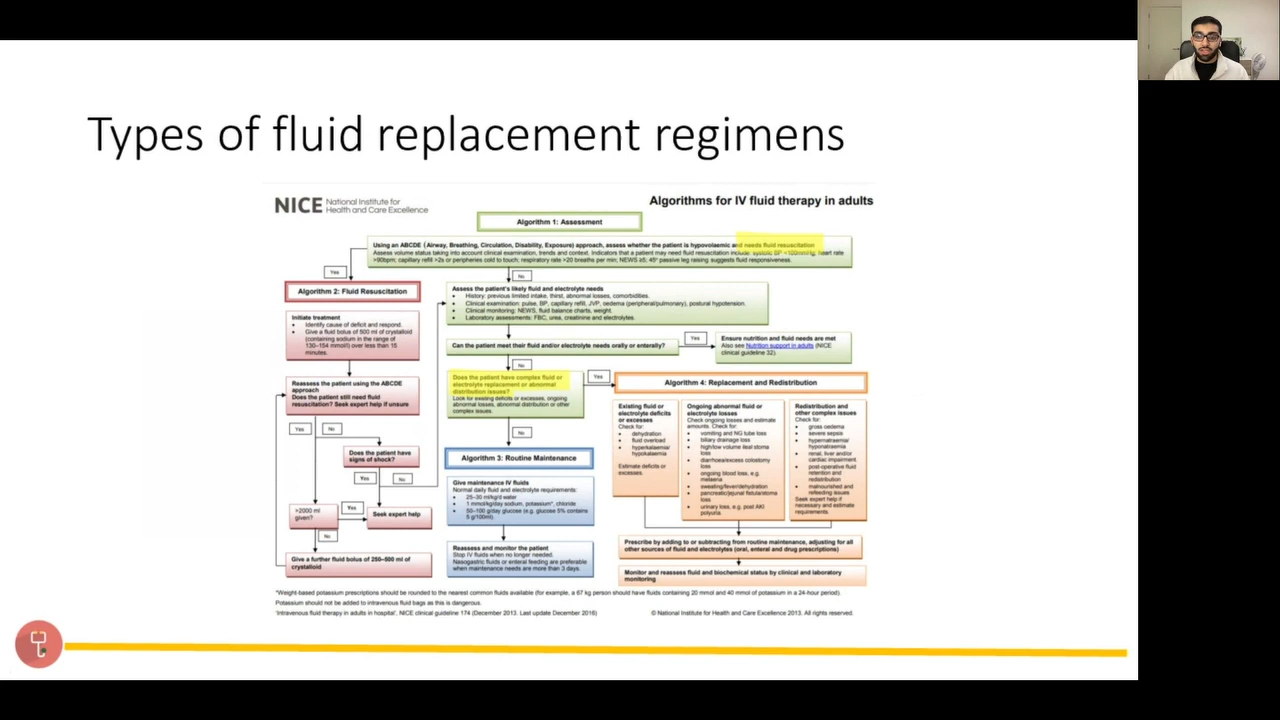 Types of fluid replacement regimens
NICE National Institute for
Health and Care Excellence
Algorithms for IV fluid therapy in adults
Algorithm 1: Assessment
Using an ABCDE (Airway, Breathing, Circulation, Disability, Exposure) approach, assess whether the patient is hypovolaemic and needs fluid resuscitation
Assess volume status taking into account clinical examination, trends and context. Indicators that a patient may need fluid resuscitation include: systolic BP <100mmHg; heart rate
>90bpm; capillary refill >2s or peripheries cold to touch; respiratory rate >20 breaths per min; NEWS ≥5; 45° passive leg raising suggests fluid responsiveness.
Yes
No
Algorithm 2: Fluid Resuscitation
Initiate treatment
• Identify cause of deficit and respond.
• Give a fluid bolus of 500 ml of crystalloid
(containing sodium in the range of
130–154 mmol/l) over less than 15
minutes.
Reassess the patient using the ABCDE
approach
Does the patient still need fluid
resuscitation? Seek expert help if unsure
Yes
No
Does the patient have
signs of shock?
Yes
No
>2000 ml
given?
Yes
Seek expert help
No
Give a further fluid bolus of 250–500 ml of
crystalloid
Assess the patient's likely fluid and electrolyte needs
• History: previous limited intake, thirst, abnormal losses, comorbidities.
• Clinical examination: pulse, BP, capillary refill, JVP, oedema (peripheral/pulmonary), postural hypotension.
• Clinical monitoring: NEWS, fluid balance charts, weight.
• Laboratory assessments: FBC, urea, creatinine and electrolytes.
Can the patient meet their fluid and/or electrolyte needs orally or enterally?
Yes
Ensure nutrition and fluid needs are met
Also see Nutrition support in adults (NICE
clinical guideline 32).
No
Does the patient have complex fluid or
electrolyte replacement or abnormal
distribution issues?
Look for existing deficits or excesses, ongoing
abnormal losses, abnormal distribution or other
complex issues.
Yes
No
Algorithm 3: Routine Maintenance
Give maintenance IV fluids
Normal daily fluid and electrolyte requirements:
• 25–30 ml/kg/d water
• 1 mmol/kg/day sodium, potassium*, chloride
• 50–100 g/day glucose (e.g. glucose 5% contains
5 g/100ml).
Reassess and monitor the patient
Stop IV fluids when no longer needed.
Nasogastric fluids or enteral feeding are preferable
when maintenance needs are more than 3 days.
Algorithm 4: Replacement and Redistribution
Existing fluid or
electrolyte deficits
or excesses
Check for:
• dehydration
• fluid overload
• hyperkalaemia/
hypokalaemia
Estimate deficits or
excesses.
Ongoing abnormal fluid or
electrolyte losses
Check ongoing losses and estimate
amounts. Check for:
• vomiting and NG tube loss
• biliary drainage loss
• high/low volume ileal stoma
loss
• diarrhoea/excess colostomy
loss
• ongoing blood loss, e.g.
melaena
• sweating/fever/dehydration
• pancreatic/jejunal fistula/stoma
loss
• urinary loss, e.g. post AKI
polyuria.
Redistribution and
other complex issues
Check for:
• gross oedema
• severe sepsis
• hypernatraemia/
hyponatraemia
• renal, liver and/or
cardiac impairment.
• post-operative fluid
retention and
redistribution
• malnourished and
refeeding issues
Seek expert help if
necessary and estimate
requirements.
Prescribe by adding to or subtracting from routine maintenance, adjusting for all
other sources of fluid and electrolytes (oral, enteral and drug prescriptions)
Monitor and reassess fluid and biochemical status by clinical and laboratory
monitoring
*Weight-based potassium prescriptions should be rounded to the nearest common fluids available (for example, a 67 kg person should have fluids containing 20 mmol and 40 mmol of potassium in a 24-hour period).
Potassium should not be added to intravenous fluid bags as this is dangerous.
'Intravenous fluid therapy in adults in hospital', NICE clinical guideline 174 (December 2013. Last update December 2016)
© National Institute for Health and Care Excellence 2013. All rights reserved.